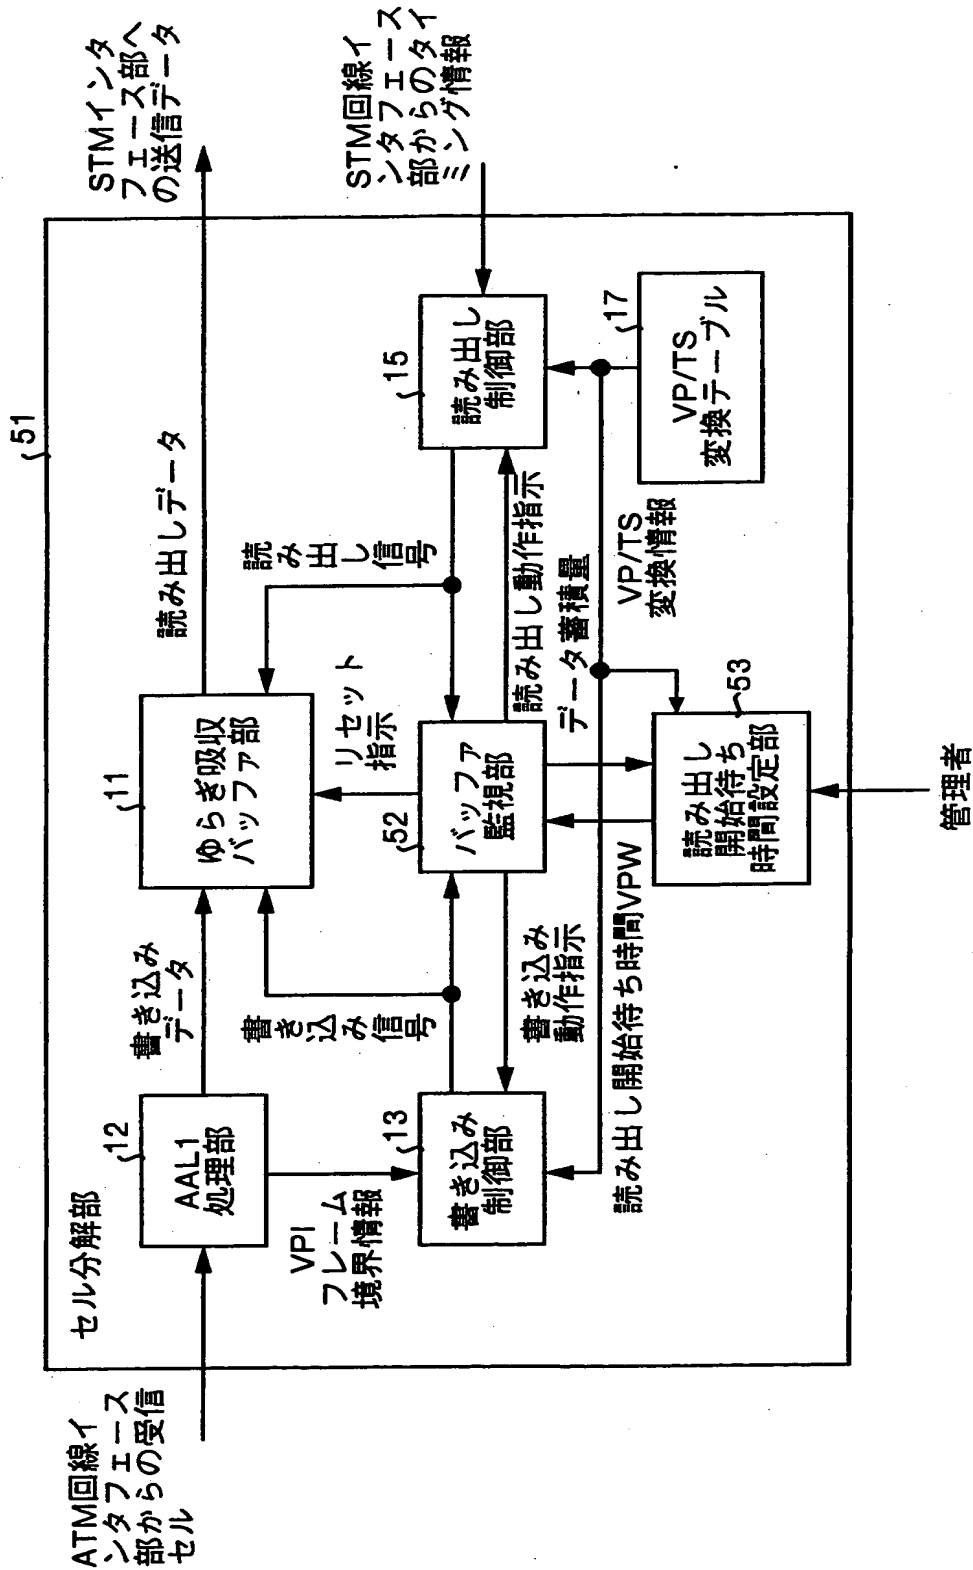 ATM回線イ
ンタフェース
部からの受信
セル
セル分解部
51
12
AAL1
処理部
書き込み
データ
11
ゆらぎ吸収
バッファ部
読み出しデータ
STMインタ
フェース部へ
の送信データ
VPI
フレーム
境界情報
書き込み信号
リセット
指示
読み出し信号
13
書き込み
制御部
52
バッファ
監視部
15
読み出し
制御部
STM回線イ
ンタフェース
部からのタイ
ミング情報
書き込み
動作指示
読み出し動作指示
データ蓄積量
読み出し開始待ち時間VPW
53
読み出し
開始待ち
時間設定部
VP/TS
変換情報
17
VP/TS
変換テーブル
管理者